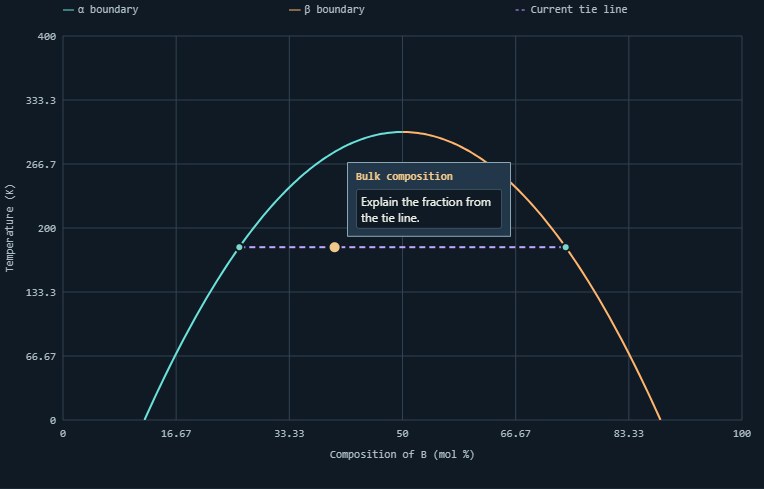 α boundary
β boundary
Current tie line
400
333.3
266.7
200
133.3
66.67
0
Temperature (K)
Bulk composition
Explain the fraction from
the tie line.
0
16.67
33.33
50
66.67
83.33
100
Composition of B (mol %)